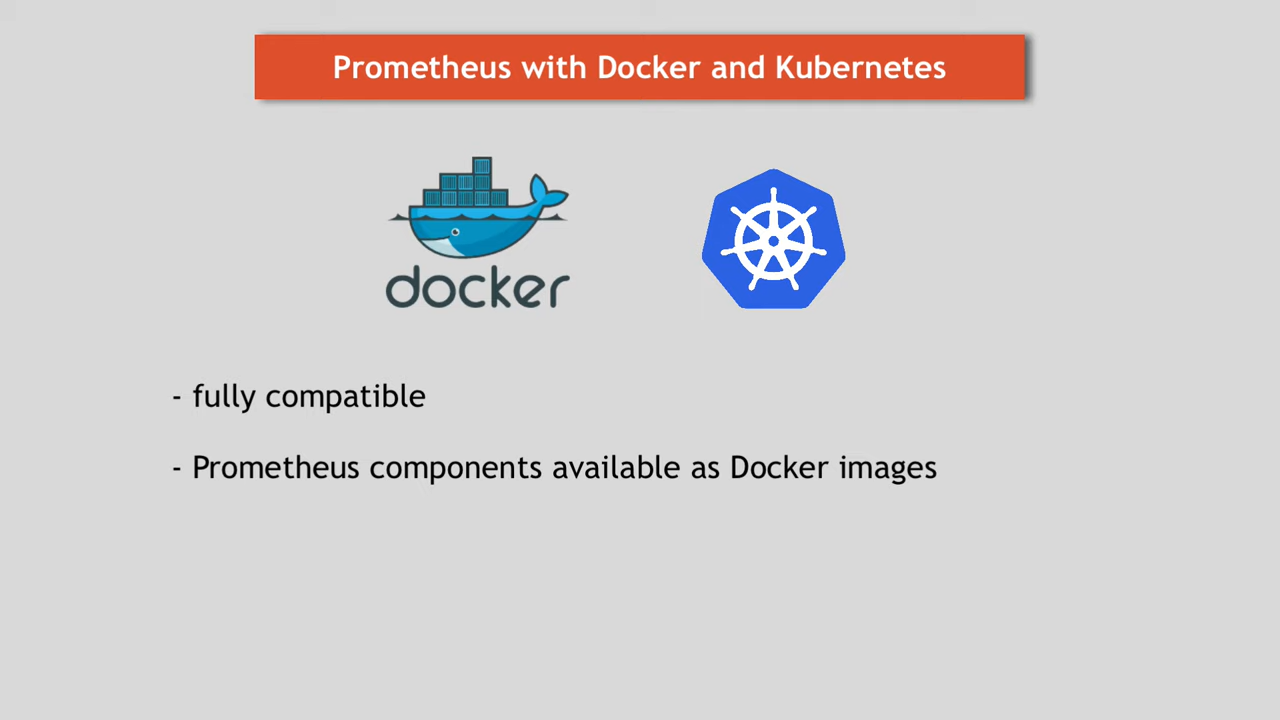 Prometheus with Docker and Kubernetes
docker
- fully compatible
- Prometheus components available as Docker images